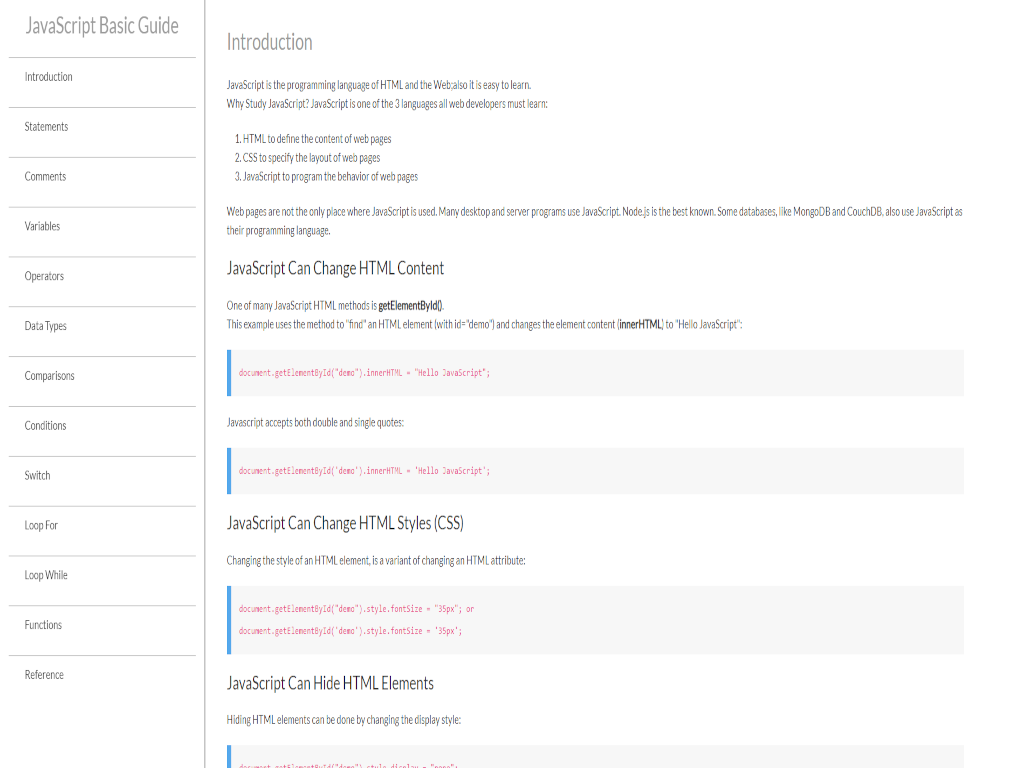 JavaScript Basic Guide
Introduction
Statements
Comments
Variables
Operators
Data Types
Comparisons
Conditions
Switch
Loop For
Loop While
Functions
Reference
Introduction
JavaScript is the programming language of HTML and the Web;also it is easy to learn.
Why Study JavaScript? JavaScript is one of the 3 languages all web developers must learn:
1. HTML to define the content of web pages
2. CSS to specify the layout of web pages
3. JavaScript to program the behavior of web pages
Web pages are not the only place where JavaScript is used. Many desktop and server programs use JavaScript. Node.js is the best known. Some databases, like MongoDB and CouchDB, also use JavaScript as
their programming language.
JavaScript Can Change HTML Content
One of many JavaScript HTML methods is getElementById().
This example uses the method to "find" an HTML element (with id="demo") and changes the element content (innerHTML) to "Hello JavaScript":
document.getElementById("demo").innerHTML = "Hello JavaScript";
Javascript accepts both double and single quotes:
document.getElementById('demo').innerHTML = 'Hello JavaScript';
JavaScript Can Change HTML Styles (CSS)
Changing the style of an HTML element, is a variant of changing an HTML attribute:
document.getElementById("demo").style.fontSize = "35px"; or
document.getElementById('demo').style.fontSize = '35px';
JavaScript Can Hide HTML Elements
Hiding HTML elements can be done by changing the display style:
document.getElementById("demo").style.display = "none";